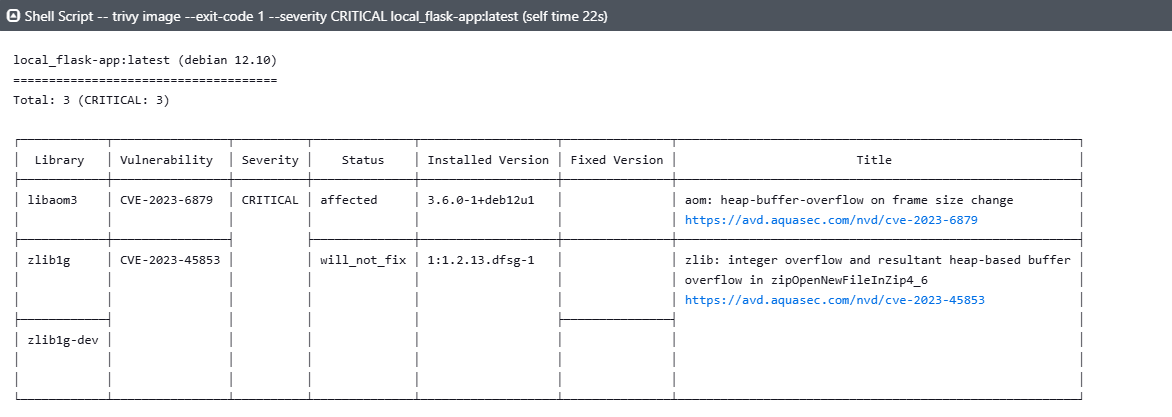 Shell Script -- trivy image --exit-code 1 --severity CRITICAL local_flask-app:latest (self time 22s)
local_flask-app:latest (debian 12.10)
=====================================
Total: 3 (CRITICAL: 3)
Library Vulnerability Severity Status Installed Version Fixed Version Title
libaom3 CVE-2023-6879 CRITICAL affected 3.6.0-1+deb12u1 aom: heap-buffer-overflow on frame size change
https://avd.aquasec.com/nvd/cve-2023-6879
zlib1g CVE-2023-45853 will_not_fix 1:1.2.13.dfsg-1 zlib: integer overflow and resultant heap-based buffer
overflow in zipOpenNewFileInZip4_6
https://avd.aquasec.com/nvd/cve-2023-45853
zlib1g-dev